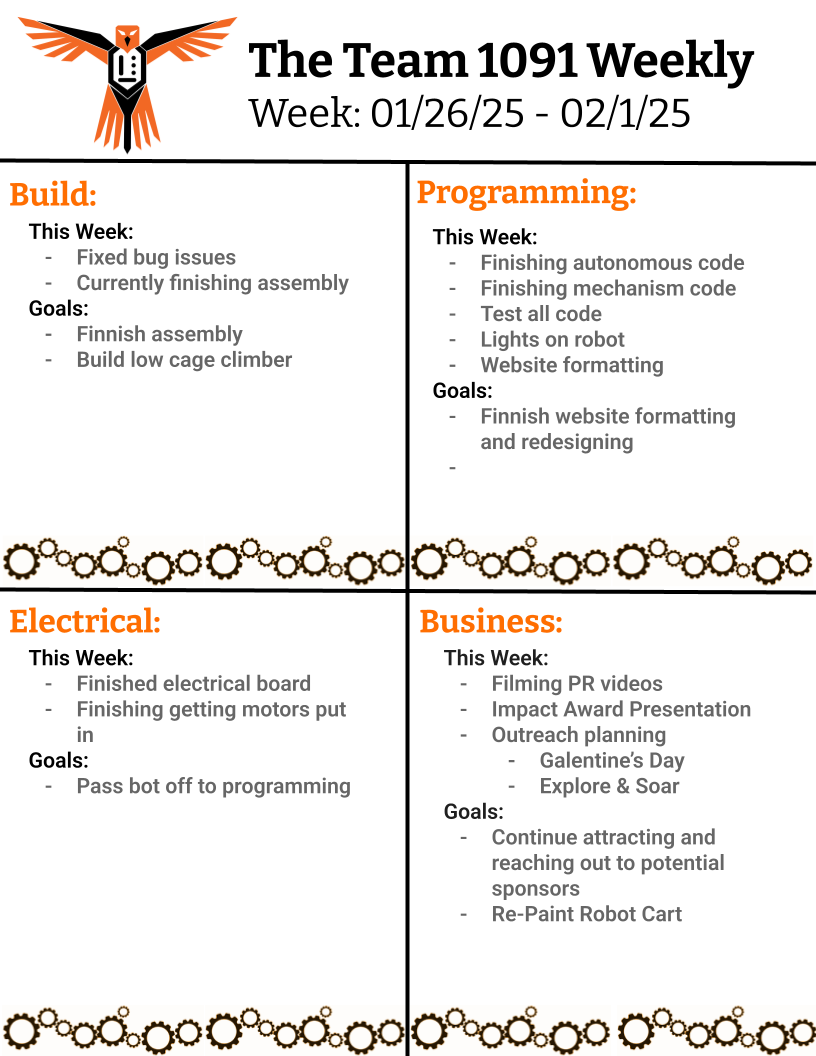 The Team 1091 Weekly
Week: 01/26/25 - 02/1/25
Build:
This Week:
- Fixed bug issues
- Currently finishing assembly
Goals:
- Finnish assembly
- Build low cage climber
Programming:
This Week:
- Finishing autonomous code
- Finishing mechanism code
- Test all code
- Lights on robot
- Website formatting
Goals:
- Finnish website formatting
and redesigning
-
Electrical:
This Week:
- Finished electrical board
- Finishing getting motors put
in
Goals:
- Pass bot off to programming
Business:
This Week:
- Filming PR videos
- Impact Award Presentation
- Outreach planning
- Galentine’s Day
- Explore & Soar
Goals:
- Continue attracting and
reaching out to potential
sponsors
- Re-Paint Robot Cart